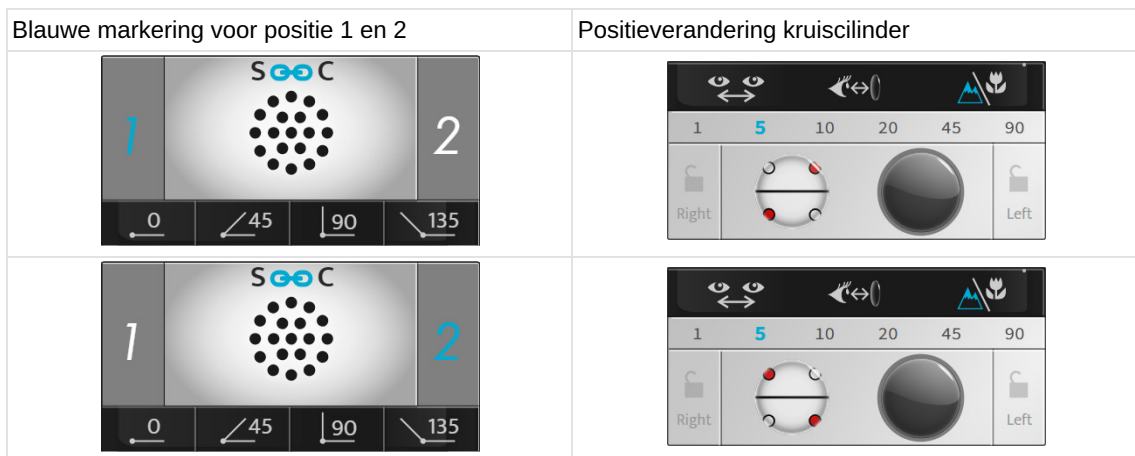 Blauwe markering voor positie 1 en 2
Positieverandering kruiscilinder
S C
1 2
0 45 90 135
1 5 10 20 45 90
Right Left
S C
1 2
0 45 90 135
1 5 10 20 45 90
Right Left